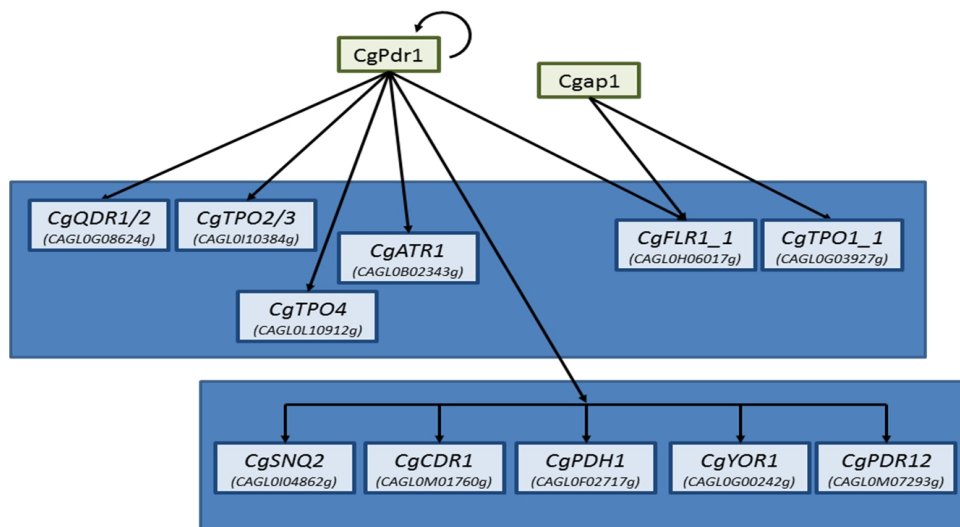 CgPdr1
Cgap1
CgQDR1/2
(CAGL0G08624g)
CgTPO2/3
(CAGL0I10384g)
CgATR1
(CAGL0B02343g)
CgTPO4
(CAGL0L10912g)
CgFLR1_1
(CAGL0H06017g)
CgTPO1_1
(CAGL0G03927g)
CgSNQ2
(CAGL0I04862g)
CgCDR1
(CAGL0M01760g)
CgPDH1
(CAGL0F02717g)
CgYOR1
(CAGL0G00242g)
CgPDR12
(CAGL0M07293g)